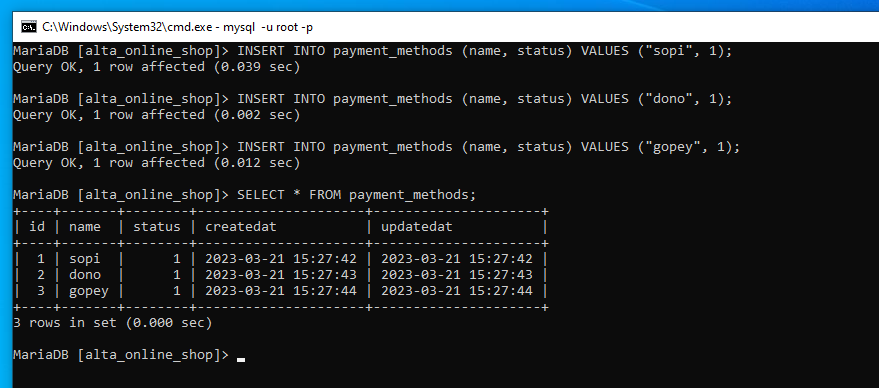 C:\Windows\System32\cmd.exe - mysql  -u root -p
MariaDB [alta_online_shop]> INSERT INTO payment_methods (name, status) VALUES ("sopi", 1);
Query OK, 1 row affected (0.039 sec)
MariaDB [alta_online_shop]> INSERT INTO payment_methods (name, status) VALUES ("dono", 1);
Query OK, 1 row affected (0.002 sec)
MariaDB [alta_online_shop]> INSERT INTO payment_methods (name, status) VALUES ("gopey", 1);
Query OK, 1 row affected (0.012 sec)
MariaDB [alta_online_shop]> SELECT * FROM payment_methods;
+----+-------+--------+---------------------+---------------------+
| id | name  | status | createdat           | updatedat           |
+----+-------+--------+---------------------+---------------------+
|  1 | sopi  |      1 | 2023-03-21 15:27:42 | 2023-03-21 15:27:42 |
|  2 | dono  |      1 | 2023-03-21 15:27:43 | 2023-03-21 15:27:43 |
|  3 | gopey |      1 | 2023-03-21 15:27:44 | 2023-03-21 15:27:44 |
+----+-------+--------+---------------------+---------------------+
3 rows in set (0.000 sec)
MariaDB [alta_online_shop]> _